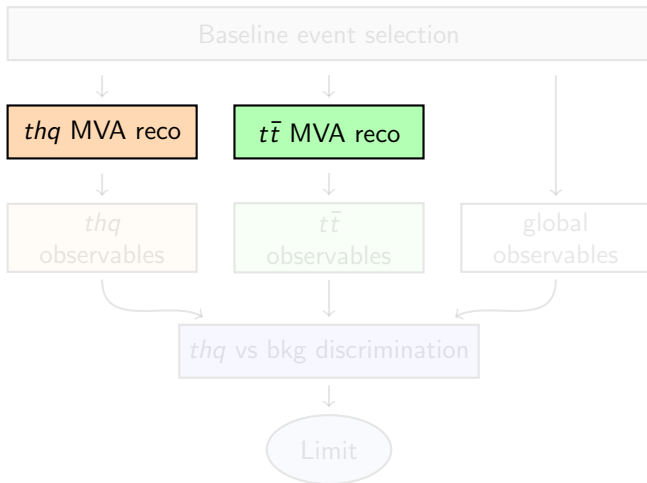 Baseline event selection
thq MVA reco
tt̄ MVA reco
thq
observables
tt̄
observables
global
observables
thq vs bkg discrimination
Limit